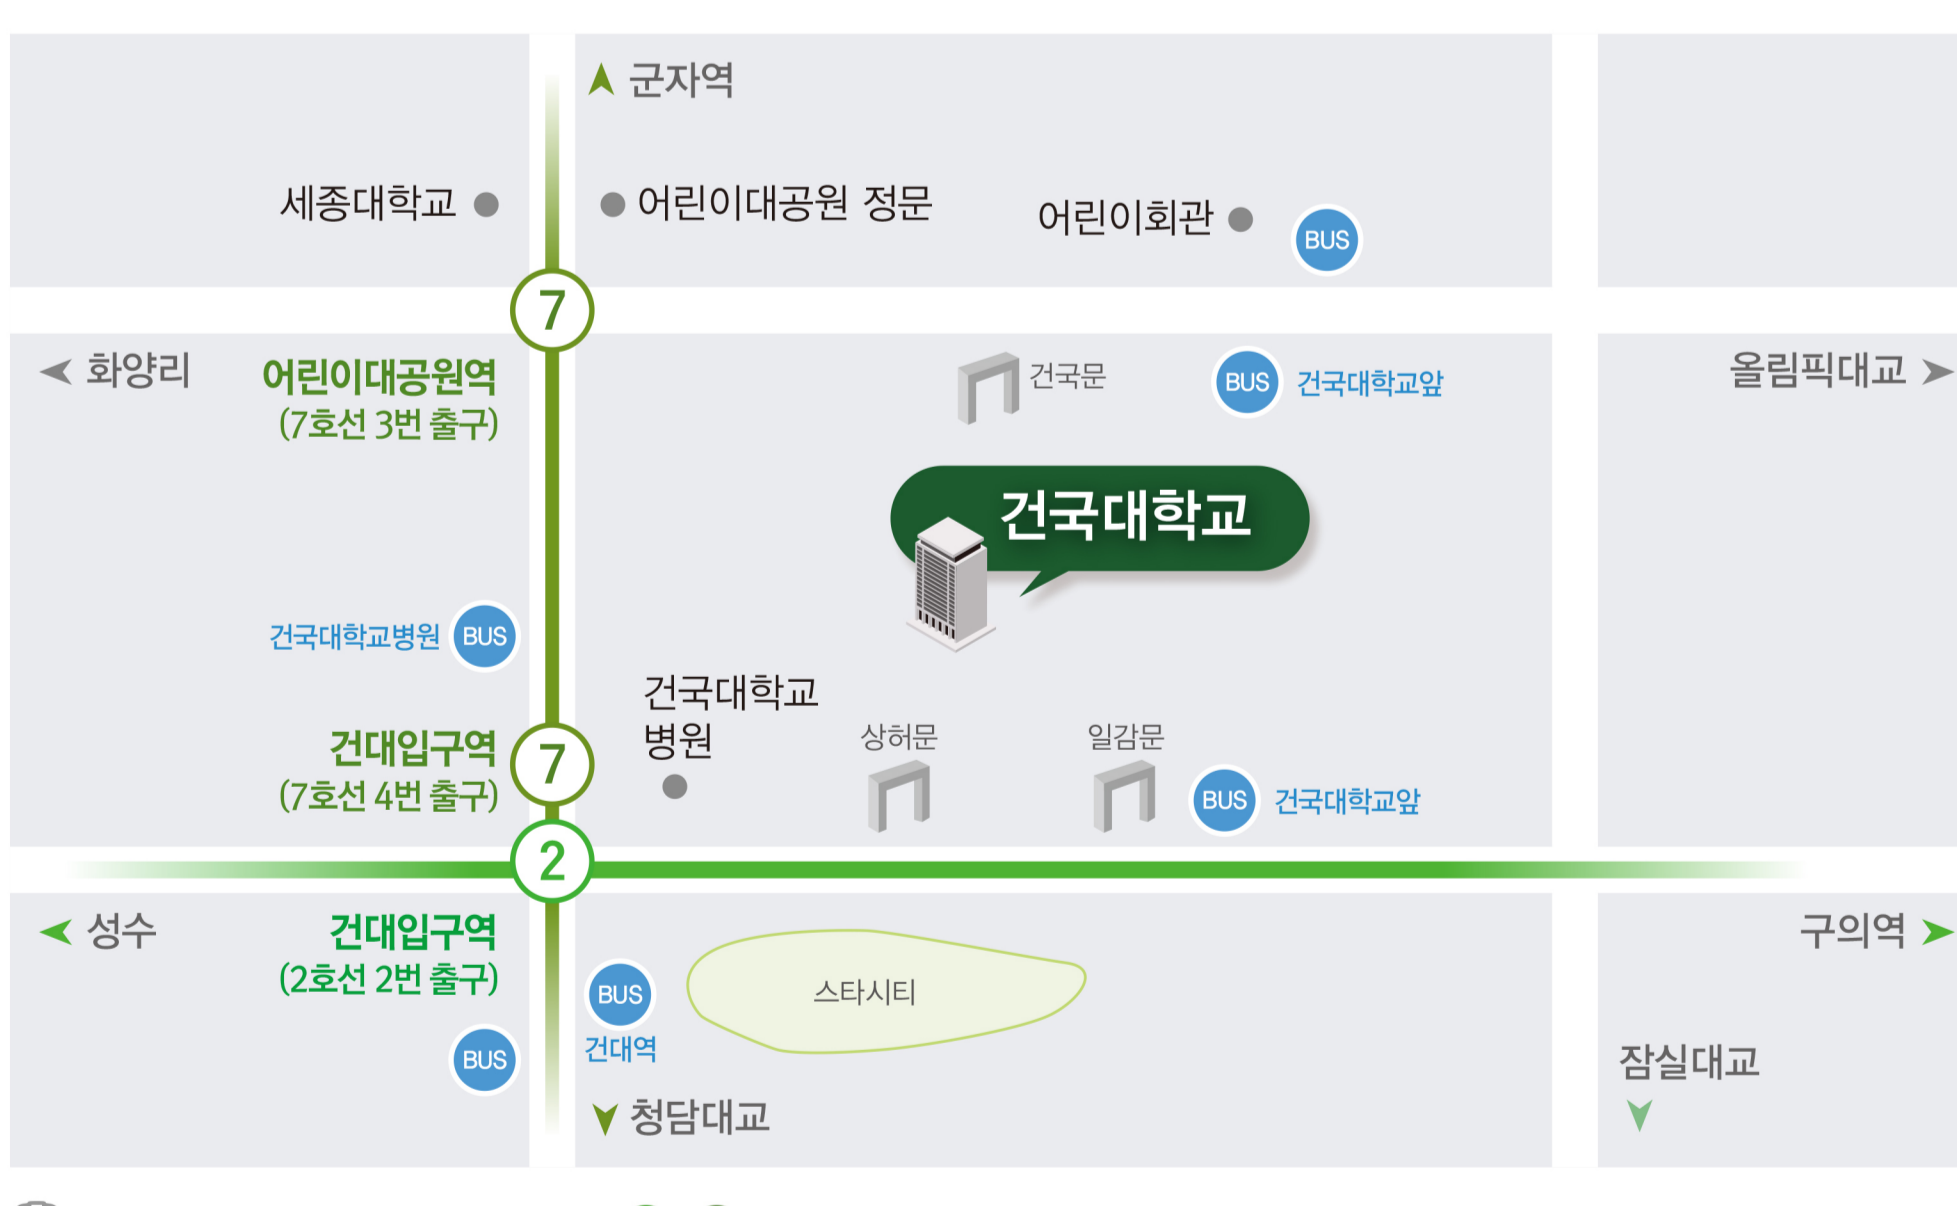 군자역
세종대학교
어린이대공원 정문
어린이회관
BUS
7
화양리
어린이대공원역
(7호선 3번 출구)
건국문
BUS
건국대학교앞
올림픽대교
건국대학교
건국대학교병원
BUS
건국대학교
병원
상허문
일감문
건대입구역
(7호선 4번 출구)
7
BUS
건국대학교앞
2
성수
건대입구역
(2호선 2번 출구)
BUS
건대역
스타시티
구의역
BUS
청담대교
잠실대교